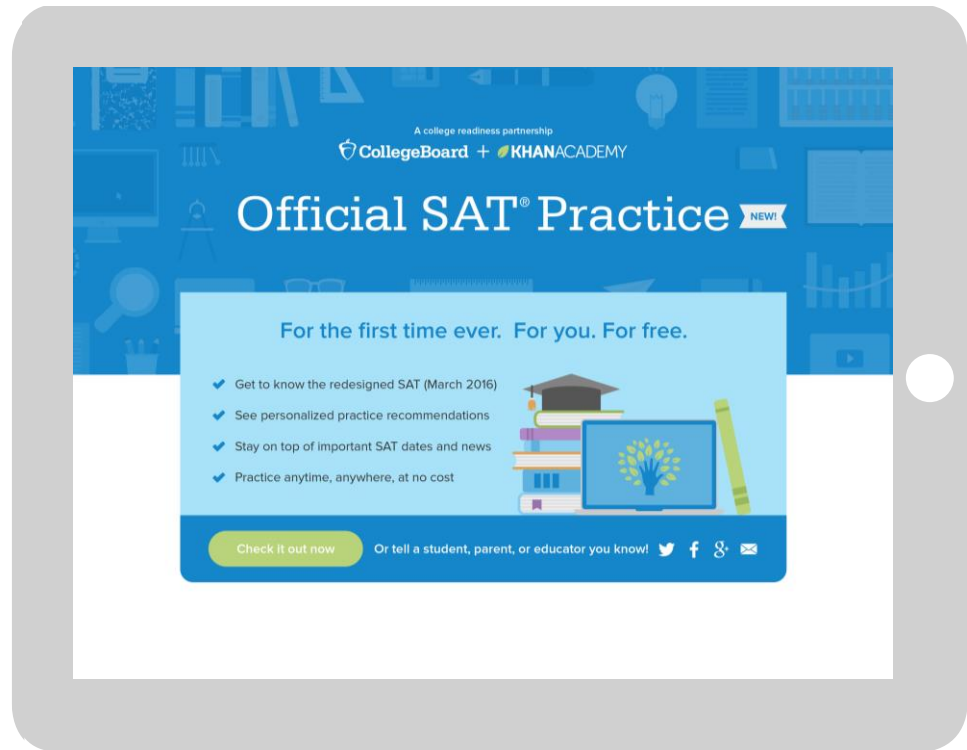 A college readiness partnership
CollegeBoard + KHANACADEMY
Official SAT® Practice NEW!
For the first time ever. For you. For free.
Get to know the redesigned SAT (March 2016)
See personalized practice recommendations
Stay on top of important SAT dates and news
Practice anytime, anywhere, at no cost
Check it out now Or tell a student, parent, or educator you know!